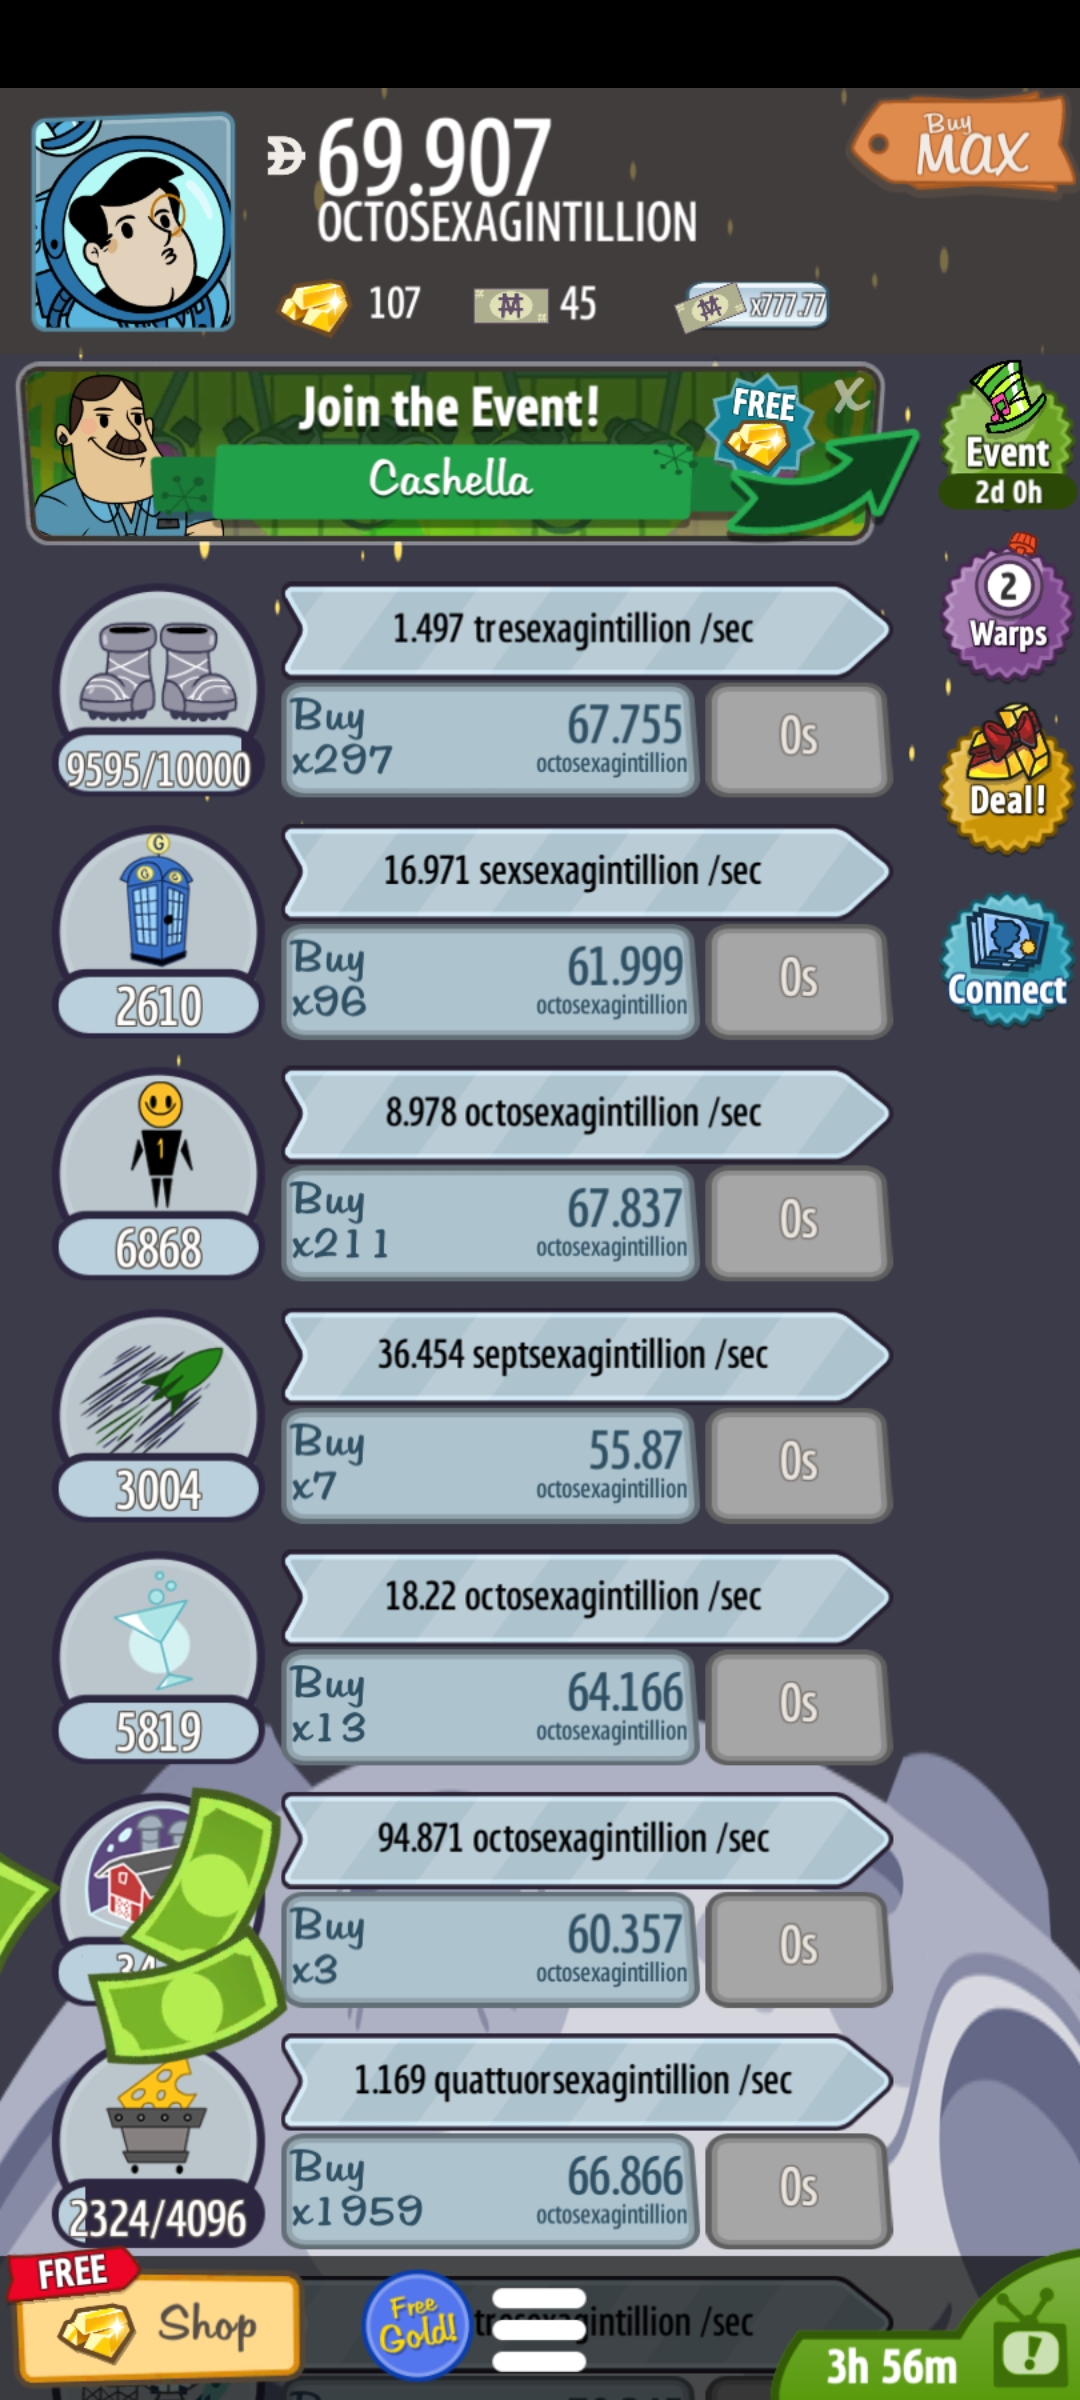 69.907
OCTOSEXAGINTILLION
Buy
Max
107
45
x777.77
Join the Event!
FREE
X
Cashella
Event
2d 0h
1.497 tresexagintillion /sec
Buy
x297
67.755
octosexagintillion
0s
9595/10000
2
Warps
16.971 sexsexagintillion /sec
Buy
x96
61.999
octosexagintillion
0s
G
G
G
2610
Deal!
8.978 octosexagintillion /sec
Buy
x211
67.837
octosexagintillion
0s
1
6868
Connect
36.454 septsexagintillion /sec
Buy
x7
55.87
octosexagintillion
0s
3004
18.22 octosexagintillion /sec
Buy
x13
64.166
octosexagintillion
0s
5819
94.871 octosexagintillion /sec
Buy
x3
60.357
octosexagintillion
0s
1.169 quattuorsexagintillion /sec
Buy
x1959
66.866
octosexagintillion
0s
2324/4096
FREE
Shop
Free
Gold!
/sec
3h 56m
!